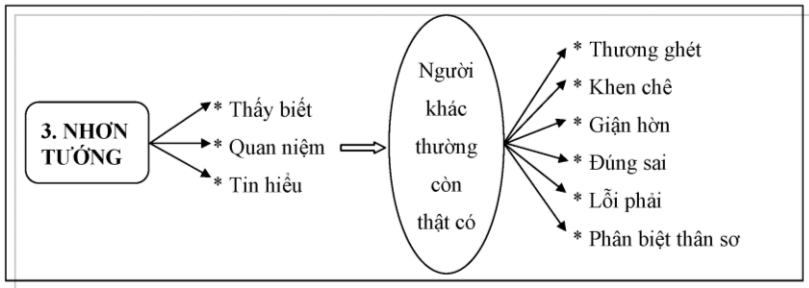 3. NHƠN
TƯỚNG
* Thấy biết
* Quan niệm
* Tin hiểu
Người
khác
thường
còn
thật có
* Thương ghét
* Khen chê
* Giận hờn
* Đúng sai
* Lỗi phải
* Phân biệt thân sơ